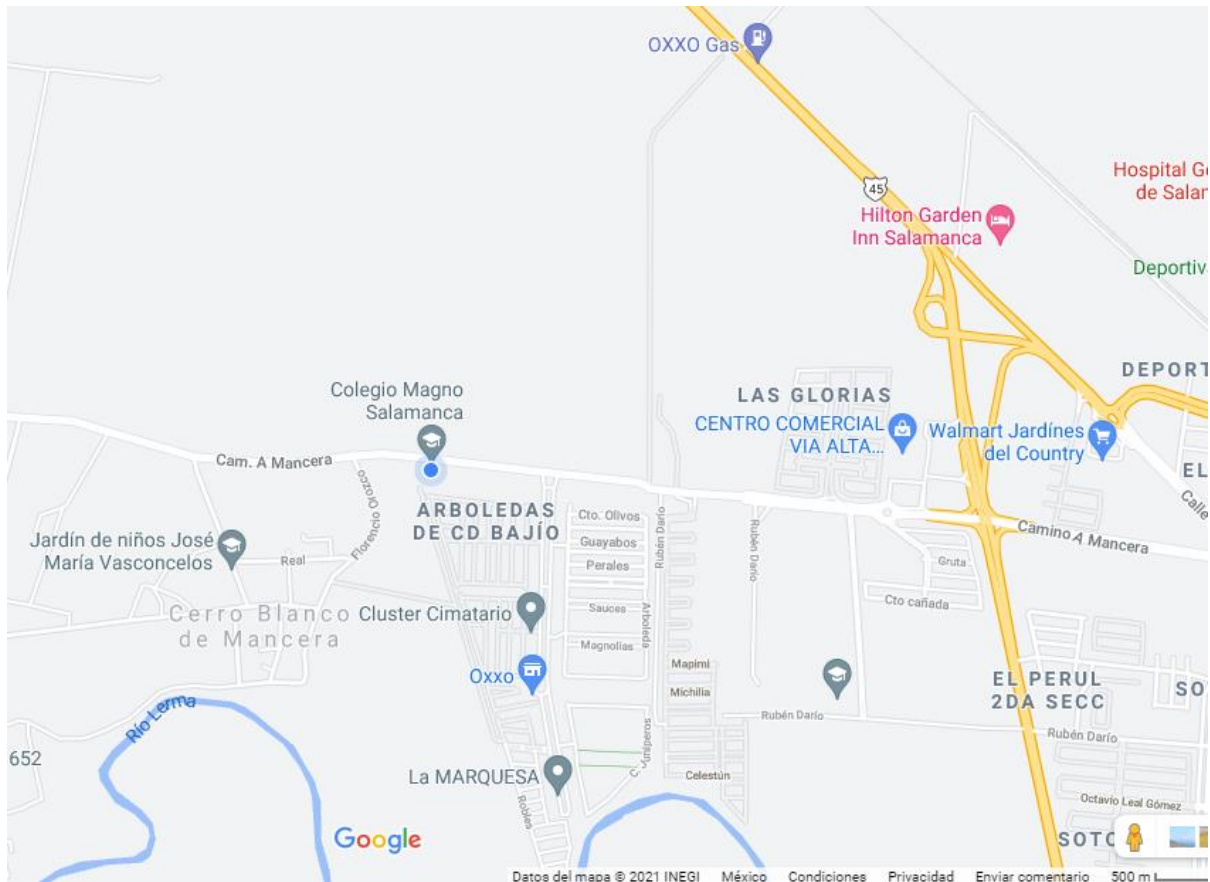 OXXO Gas
45
Hospital Ge
de Salar
Hilton Garden
Inn Salamanca
Deportiv
DEPORT
Colegio Magno
Salamanca
LAS GLORIAS
CENTRO COMERCIAL
VIA ALTA...
Walmart Jardínes
del Country
EL
Calle
Cam. A Mancera
Florencio Orozco
ARBOLEDAS
DE CD BAJÍO
Cto. Olivos
Guayabos
Perales
Sauces
Magnolias
Rubén Darío
Arboleda
Rubén Darío
Camino A Mancera
Gruta
Cto cañada
Jardín de niños José
María Vasconcelos
Real
Cerro Blanco
de Mancera
Cluster Cimatario
Oxxo
Mapimi
Michilia
Rubén Darío
EL PERUL
2DA SECC
SO
Rubén Darío
Río Lerma
652
La MARQUESA
C. Juníperos
Celestún
Robles
Octavio Leal Gómez
SOTO
Google
Datos del mapa © 2021 INEGI México Condiciones Privacidad Enviar comentario 500 m